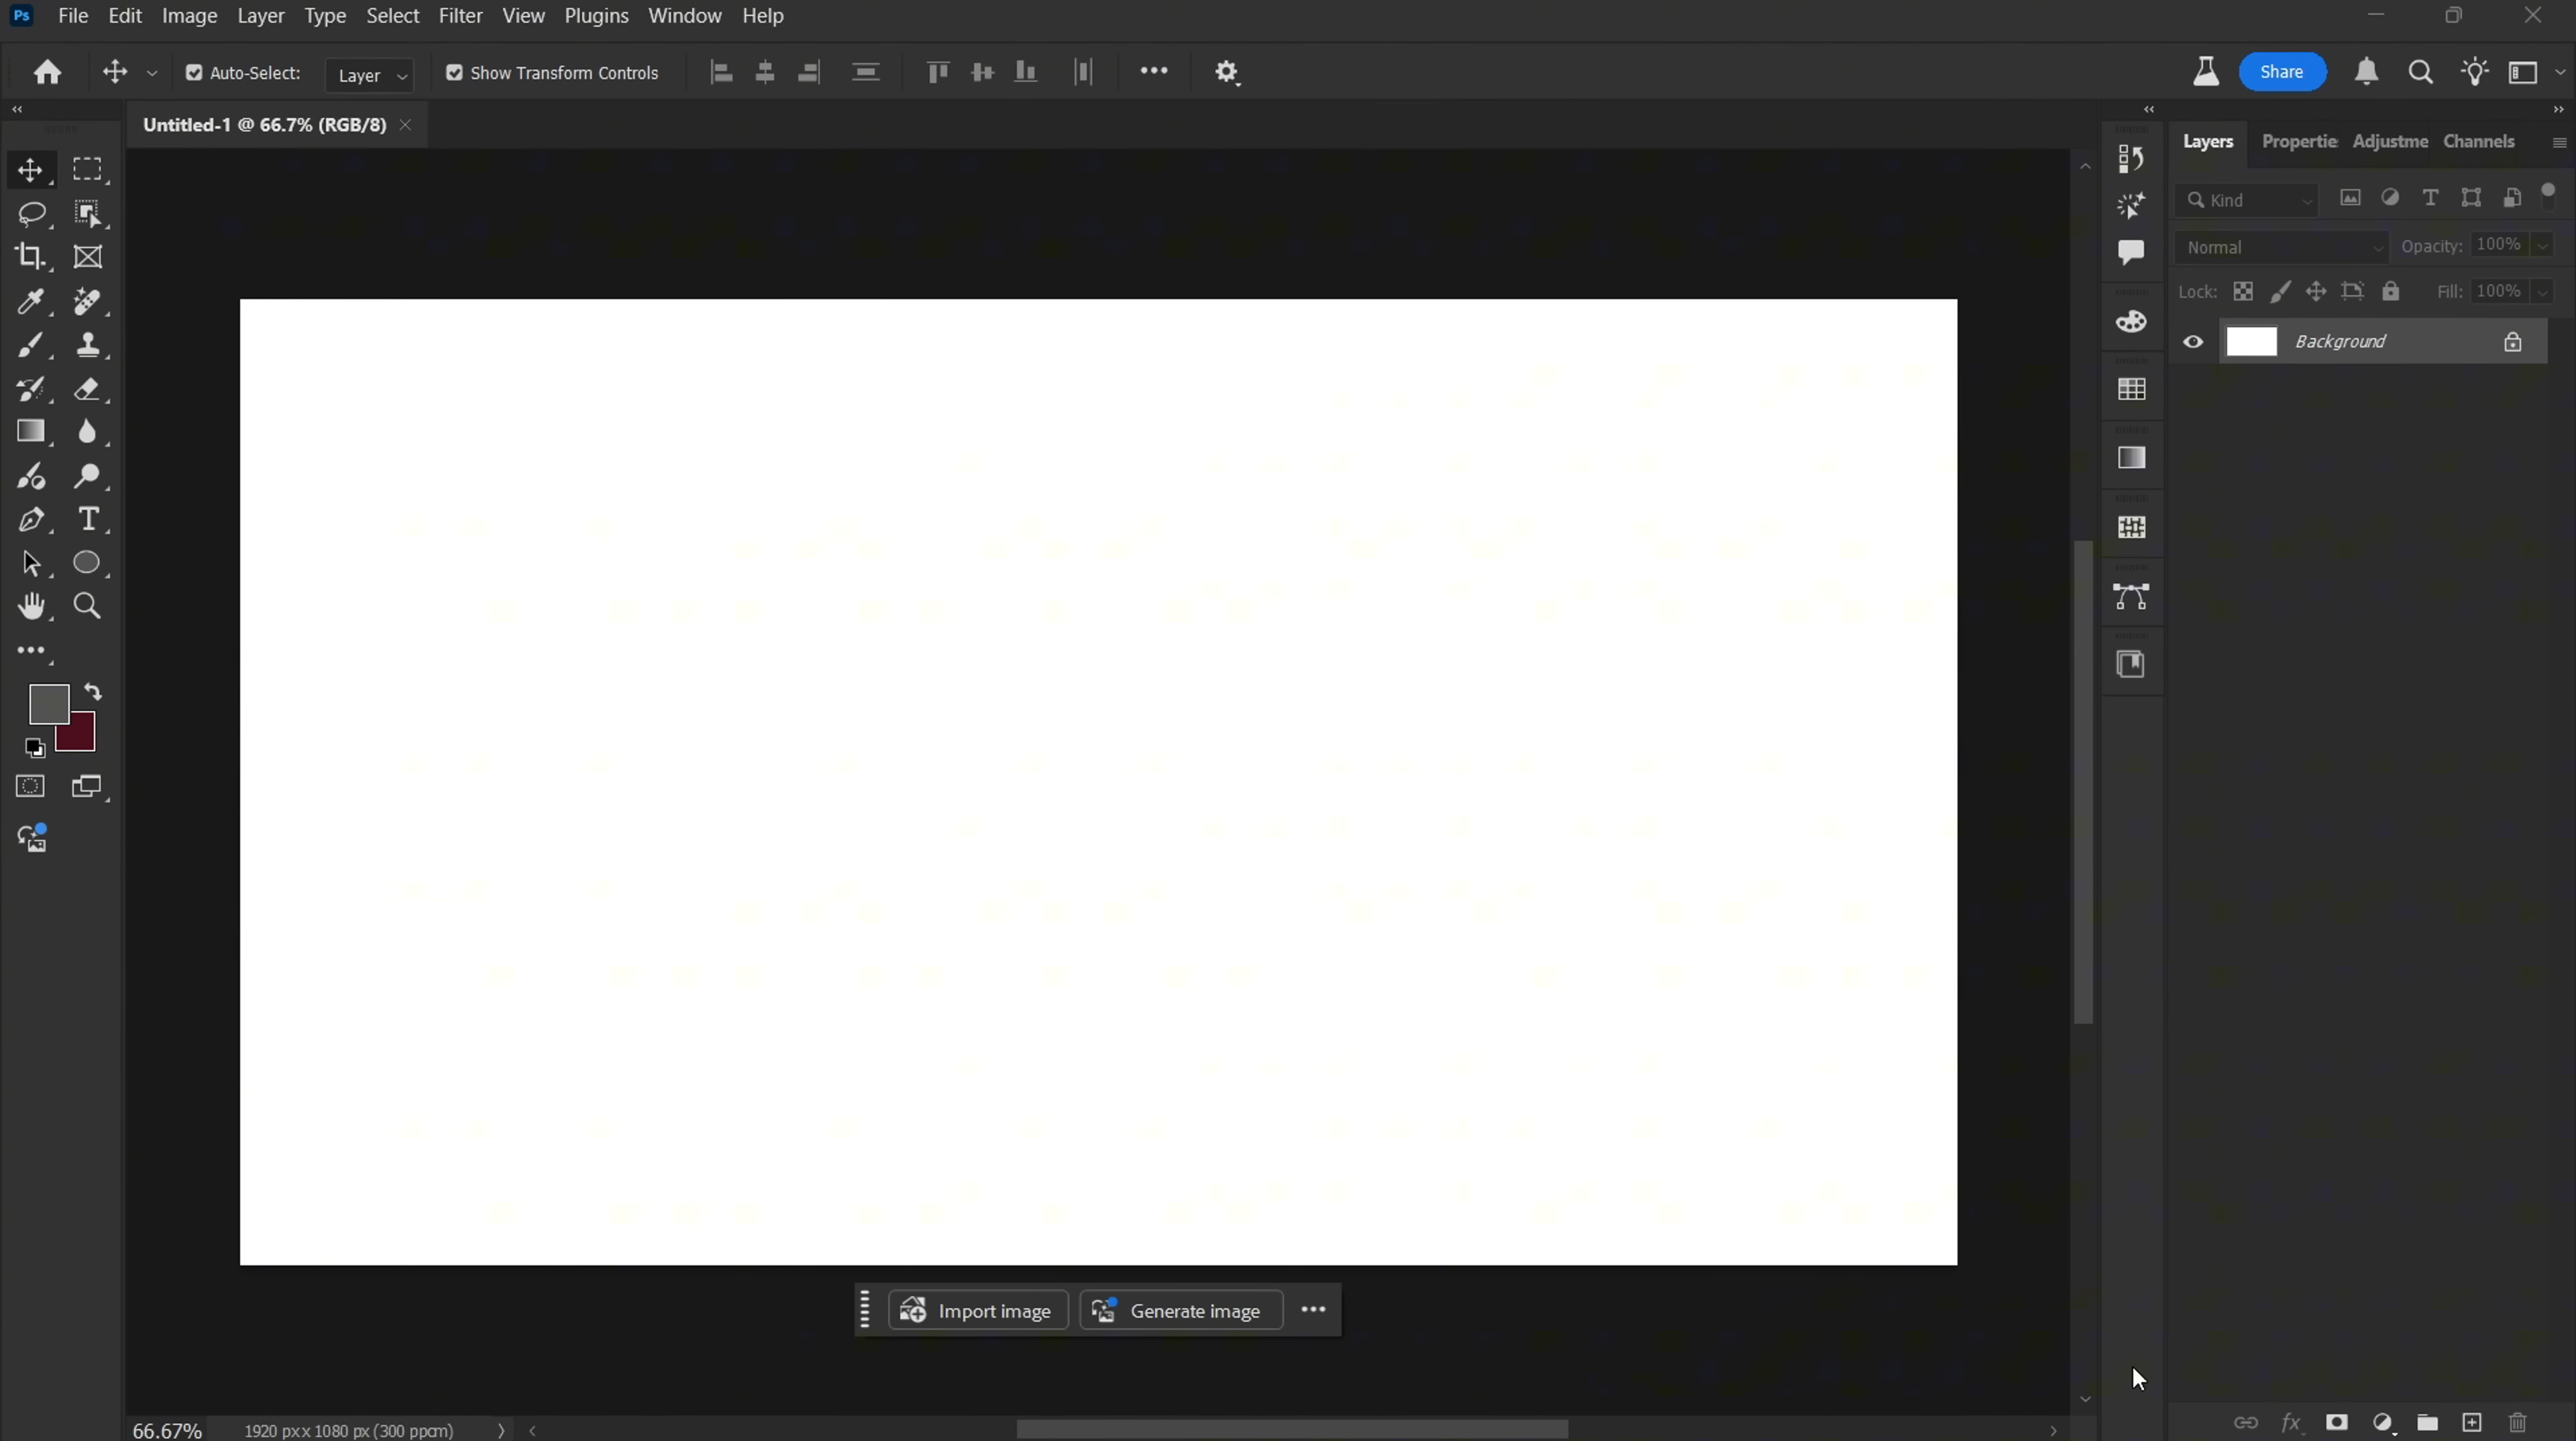 Ps File Edit Image Layer Type Select Filter View Plugins Window Help
Auto-Select: Layer Show Transform Controls Share
Untitled-1 @ 66.7% (RGB/8)
Layers Propertie Adjustme Channels
Kind
Normal Opacity: 100%
Lock: Fill: 100%
Background
Import image Generate image
66.67% 1920 px x 1080 px (300 ppcm)
fx